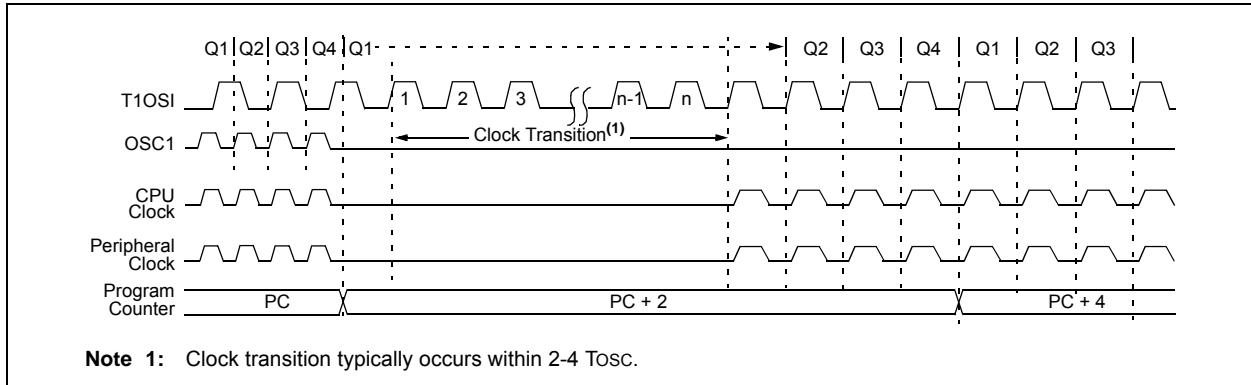 Q1 Q2 Q3 Q4 Q1 Q2 Q3 Q4 Q1 Q2 Q3
T1OSI 1 2 3 n-1 n
Clock Transition(1)
OSC1
CPU
Clock
Peripheral
Clock
Program
Counter
PC PC + 2 PC + 4
Note 1: Clock transition typically occurs within 2-4 TOSC.